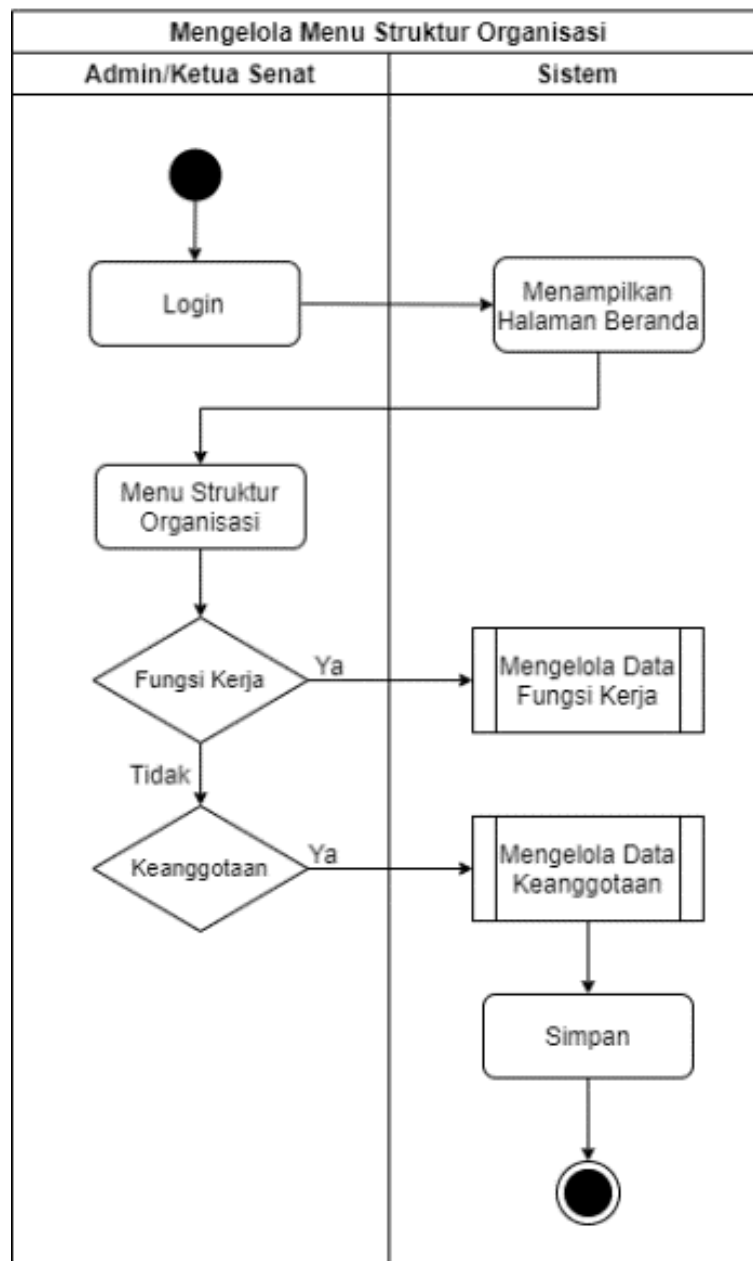 Mengelola Menu Struktur Organisasi
Admin/Ketua Senat
Sistem
Login
Menampilkan
Halaman Beranda
Menu Struktur
Organisasi
Fungsi Kerja
Ya
Mengelola Data
Fungsi Kerja
Tidak
Keanggotaan
Ya
Mengelola Data
Keanggotaan
Simpan